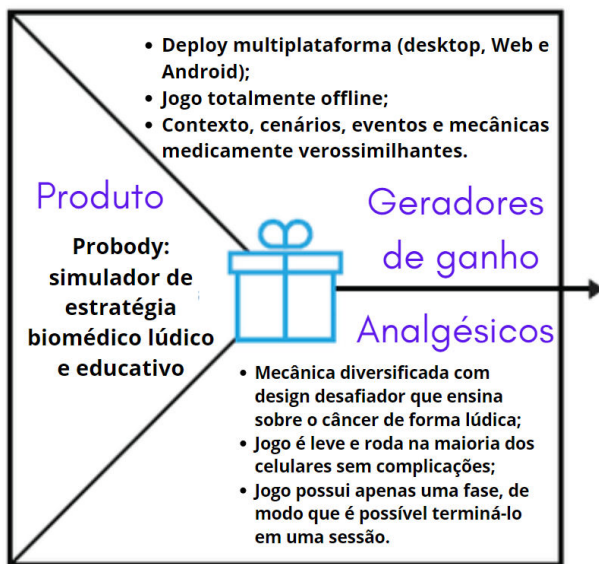 • Deploy multiplataforma (desktop, Web e
Android);
• Jogo totalmente offline;
• Contexto, cenários, eventos e mecânicas
medicamente verossimilhantes.
Produto
Probody:
simulador de
estratégia
biomédico lúdico
e educativo
Geradores
de ganho
Analgésicos
• Mecânica diversificada com
design desafiador que ensina
sobre o câncer de forma lúdica;
• Jogo é leve e roda na maioria dos
celulares sem complicações;
• Jogo possui apenas uma fase, de
modo que é possível terminá-lo
em uma sessão.